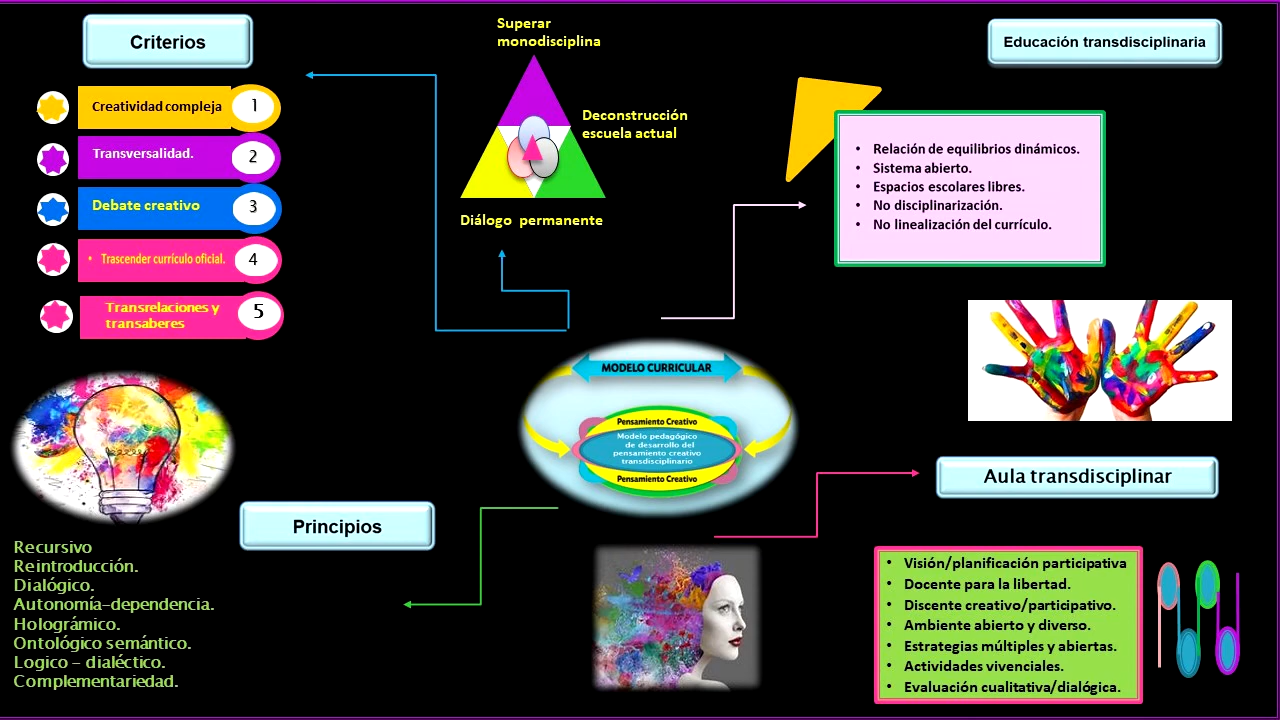 Criterios
Creatividad compleja 1
Transversalidad. 2
Debate creativo 3
• Trascender currículo oficial. 4
Transrelaciones y
transaberes
5
Superar
monodisciplina
Deconstrucción
escuela actual
Diálogo permanente
Educación transdisciplinaria
• Relación de equilibrios dinámicos.
• Sistema abierto.
• Espacios escolares libres.
• No disciplinarización.
• No linealización del currículo.
MODELO CURRICULAR
Pensamiento Creativo
Modelo pedagógico
de desarrollo del
pensamiento creativo
transdisciplinario
Pensamiento Creativo
Principios
Recursivo
Reintroducción.
Dialógico.
Autonomía-dependencia.
Holográmico.
Ontológico semántico.
Logico – dialéctico.
Complementariedad.
Aula transdisciplinar
• Visión/planificación participativa
• Docente para la libertad.
• Discente creativo/participativo.
• Ambiente abierto y diverso.
• Estrategias múltiples y abiertas.
• Actividades vivenciales.
• Evaluación cualitativa/dialógica.